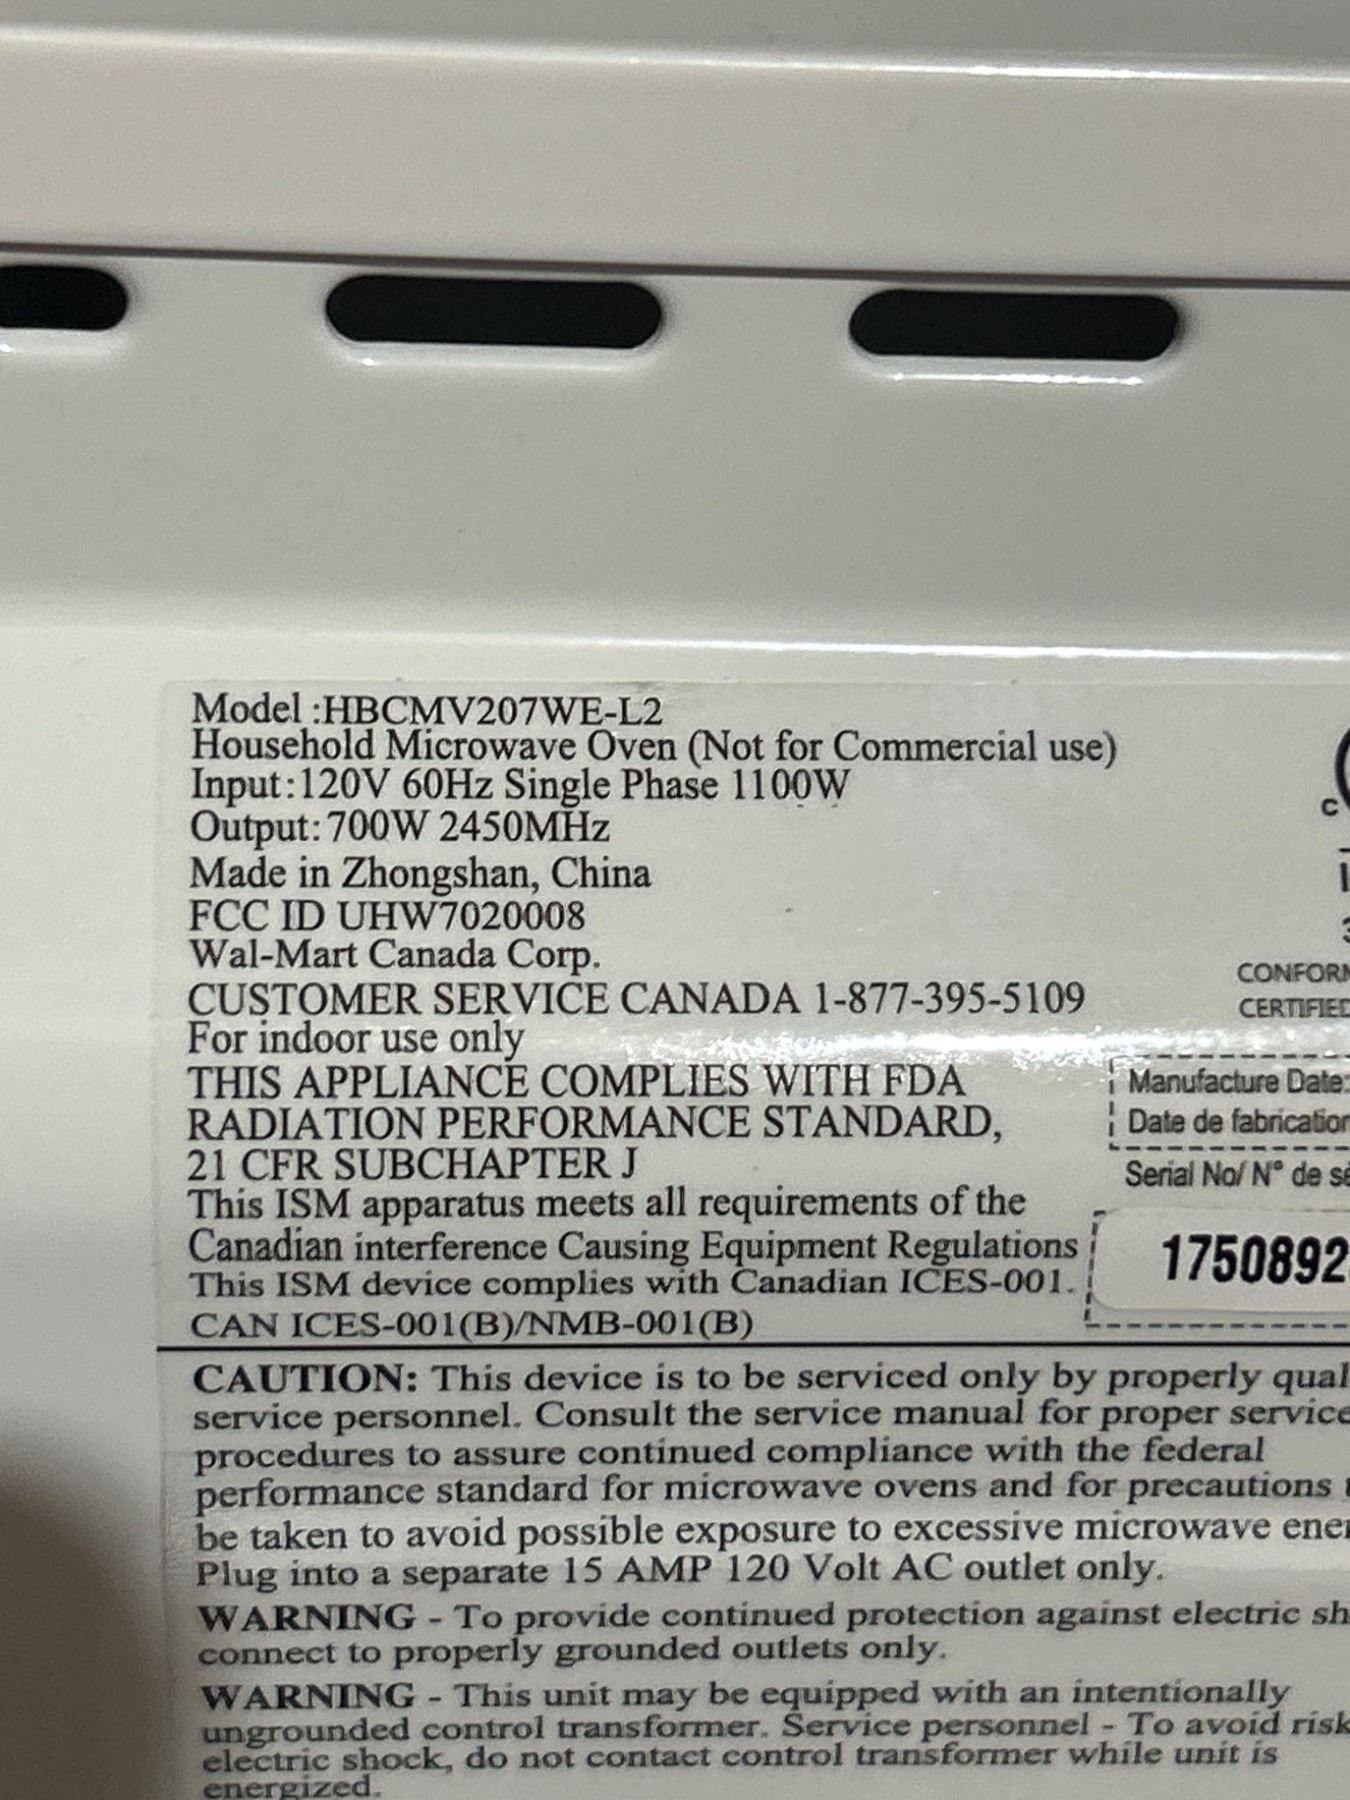 Model :HBCMV207WE-L2
Household Microwave Oven (Not for Commercial use)
Input:120V 60Hz Single Phase 1100W
Output:700W 2450MHz
Made in Zhongshan, China
FCC ID UHW7020008
Wal-Mart Canada Corp.
CUSTOMER SERVICE CANADA 1-877-395-5109
For indoor use only
THIS APPLIANCE COMPLIES WITH FDA
RADIATION PERFORMANCE STANDARD,
21 CFR SUBCHAPTER J
This ISM apparatus meets all requirements of the
Canadian interference Causing Equipment Regulations
This ISM device complies with Canadian ICES-001.
CAN ICES-001(B)/NMB-001(B)
C
CONFOR
CERTIFIED
Manufacture Date:
Date de fabrication
Serial No/ N° de sé
1750892
CAUTION: This device is to be serviced only by properly qual
service personnel. Consult the service manual for proper service
procedures to assure continued compliance with the federal
performance standard for microwave ovens and for precautions
be taken to avoid possible exposure to excessive microwave ener
Plug into a separate 15 AMP 120 Volt AC outlet only.
WARNING - To provide continued protection against electric sh
connect to properly grounded outlets only.
WARNING - This unit may be equipped with an intentionally
ungrounded control transformer. Service personnel - To avoid risk
electric shock, do not contact control transformer while unit is
energized.